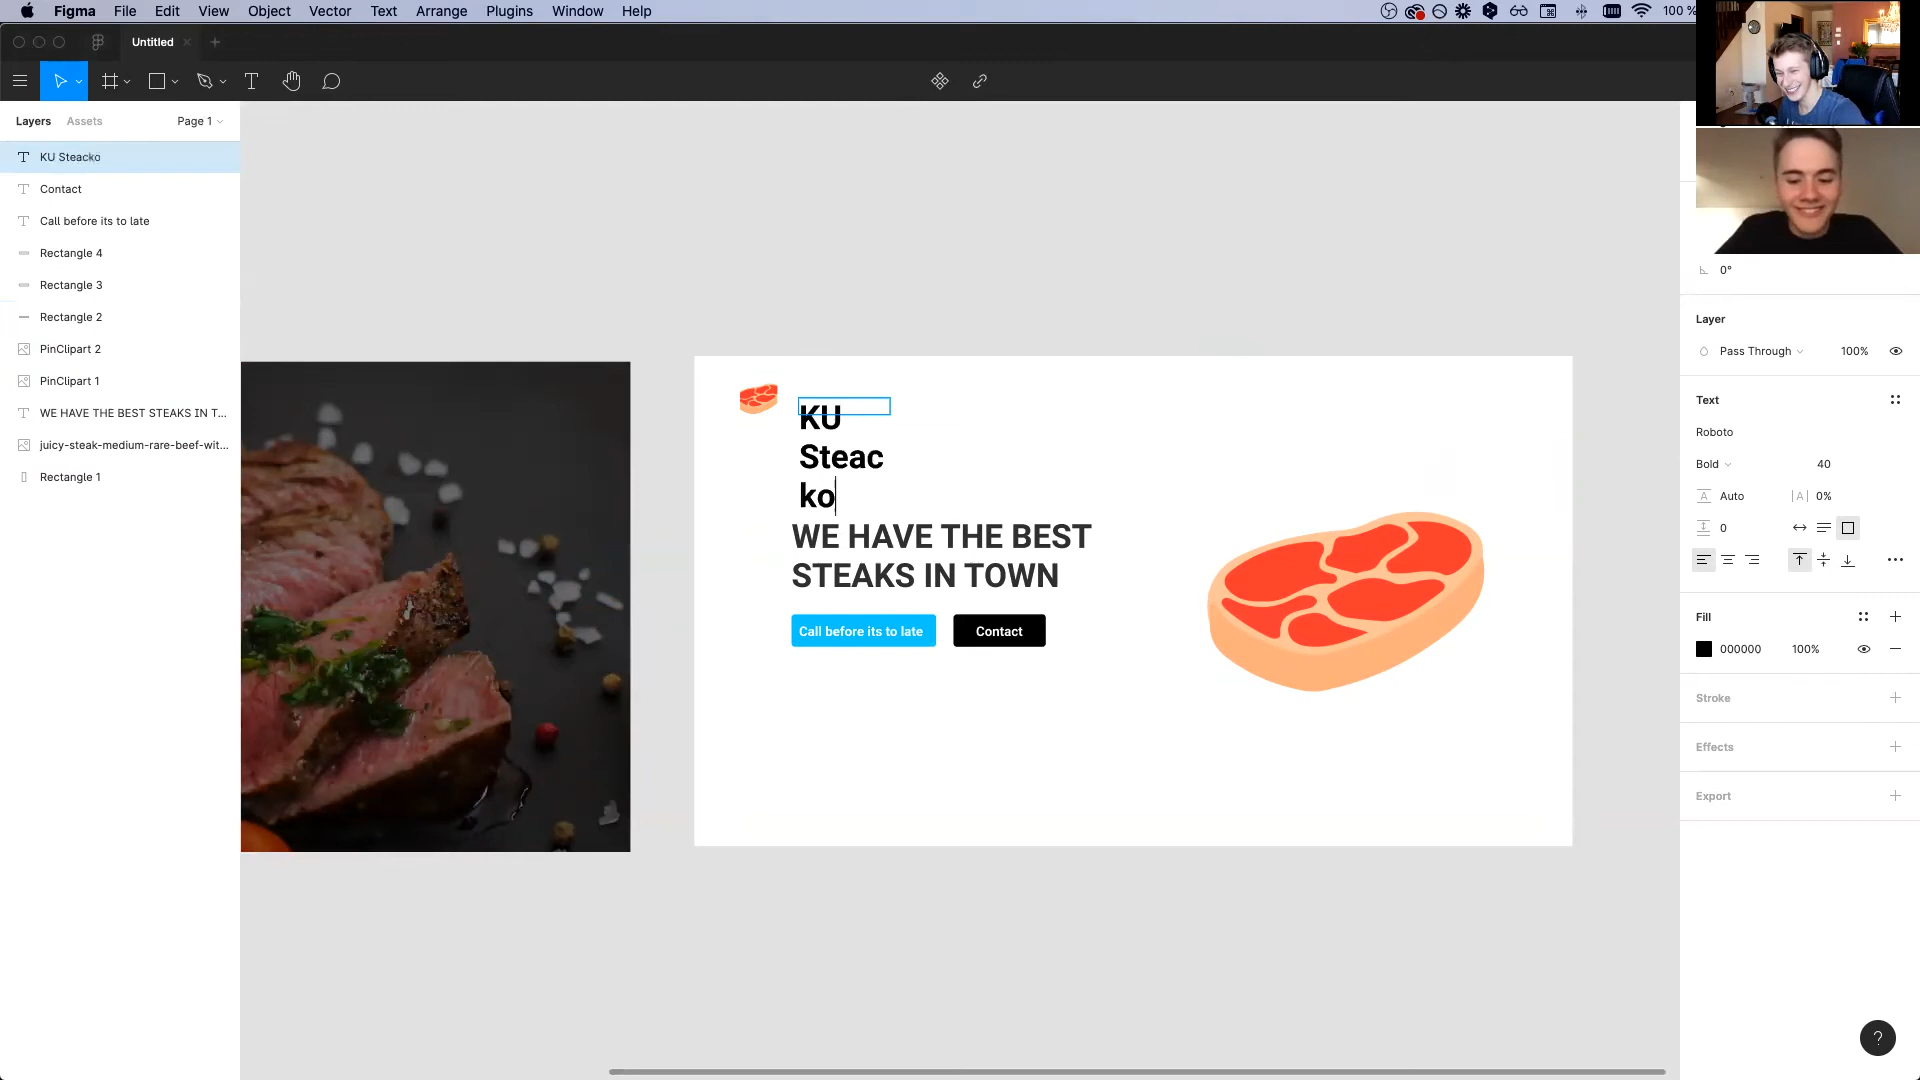 Figma File Edit View Object Vector Text Arrange Plugins Window Help
100 %
Untitled
Layers Assets Page 1
KU Steacko
Contact
Call before its to late
Rectangle 4
Rectangle 3
Rectangle 2
PinClipart 2
PinClipart 1
WE HAVE THE BEST STEAKS IN T...
juicy-steak-medium-rare-beef-wit...
Rectangle 1
KU
Steac
ko
WE HAVE THE BEST
STEAKS IN TOWN
Call before its to late
Contact
0°
Layer
Pass Through 100%
Text
Roboto
Bold 40
Auto 0%
0
Fill
000000 100%
Stroke
Effects
Export
?